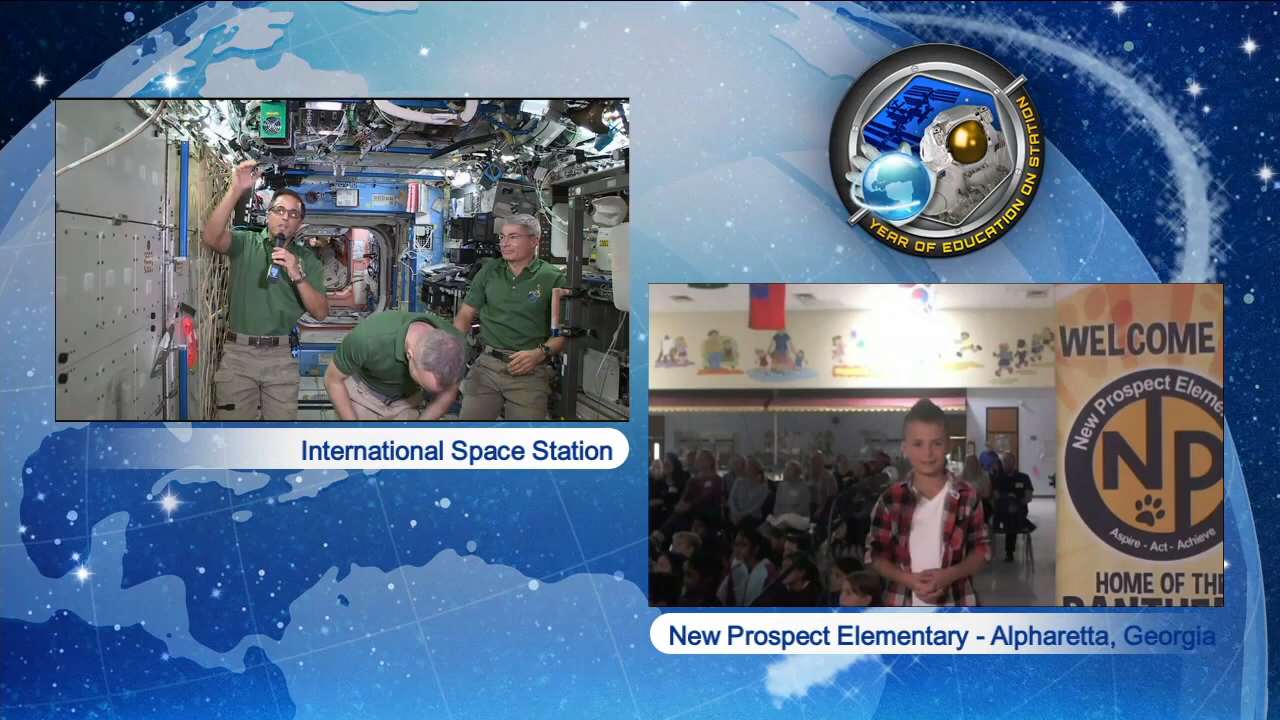 YEAR OF EDUCATION ON STATION
International Space Station
WELCOME
New Prospect Eleme
NP
Aspire - Act - Achieve
HOME OF THE
New Prospect Elementary - Alpharetta, Georgia